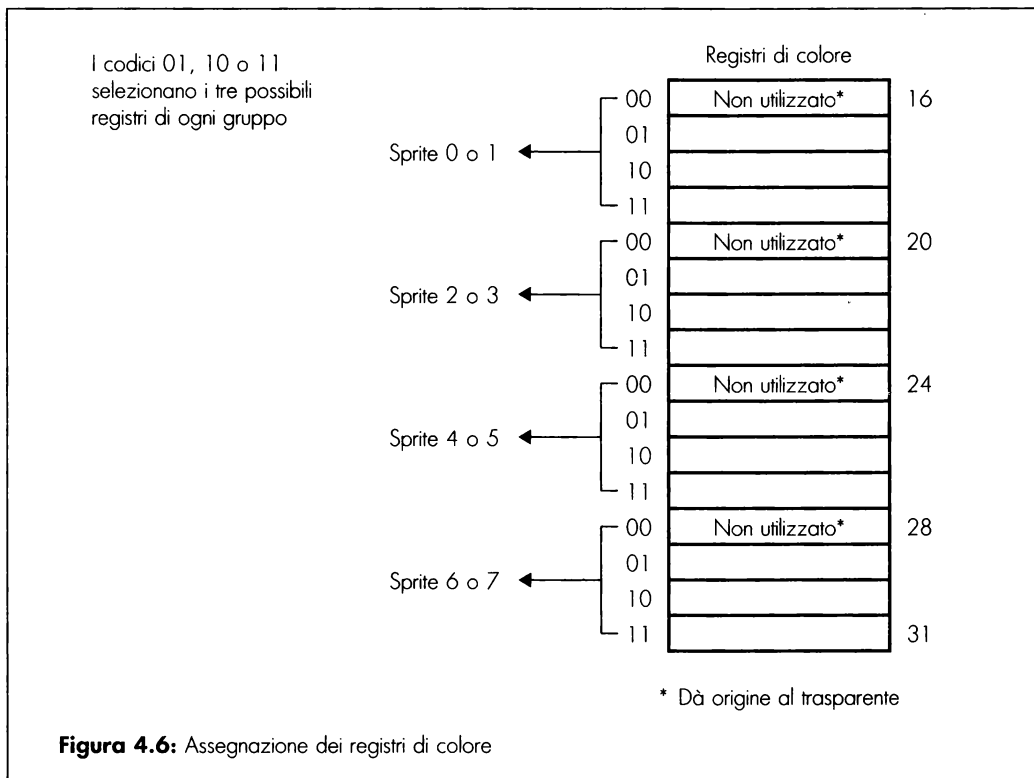 I codici 01, 10 o 11
selezionano i tre possibili
registri di ogni gruppo
Registri di colore
00 Non utilizzato* 16
01
Sprite 0 o 1
10
11
00 Non utilizzato* 20
01
Sprite 2 o 3
10
11
00 Non utilizzato* 24
01
Sprite 4 o 5
10
11
00 Non utilizzato* 28
01
Sprite 6 o 7
10
11 31
* Dà origine al trasparente
Figura 4.6: Assegnazione dei registri di colore